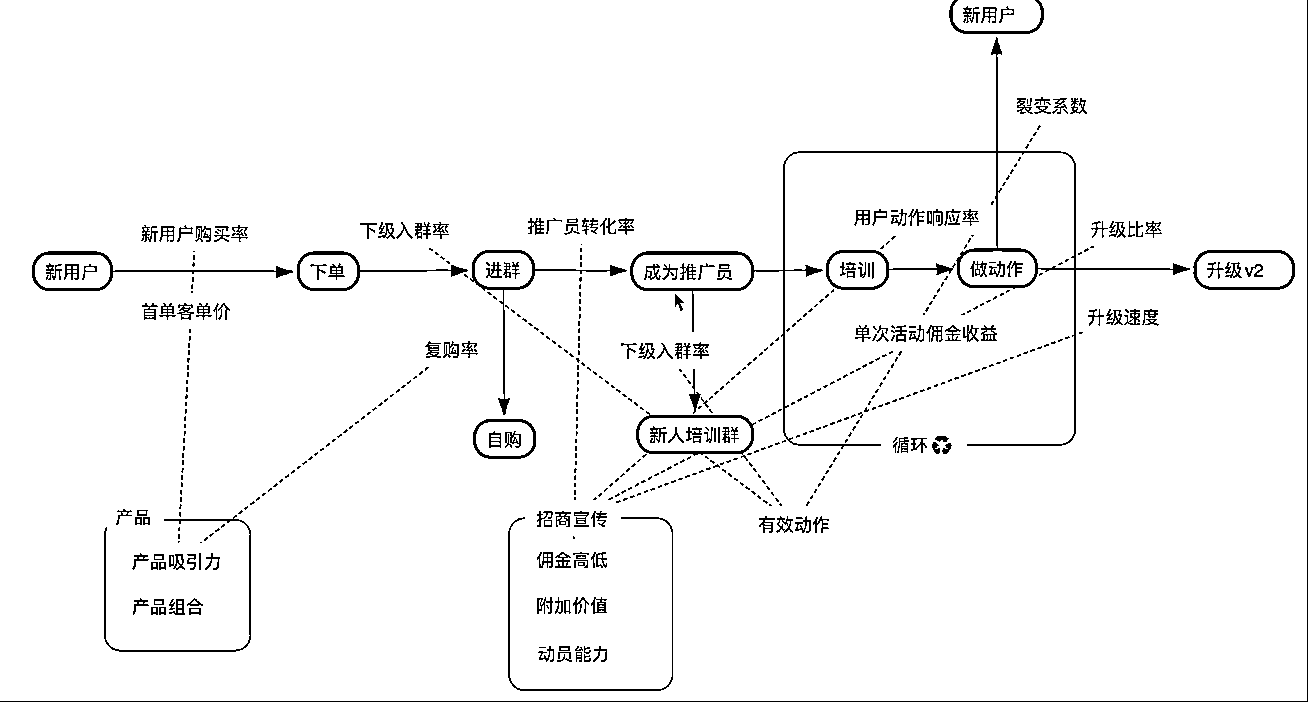 新用户
裂变系数
新用户购买率
下级入群率
推广员转化率
用户动作响应率
升级比率
新用户
下单
进群
成为推广员
培训
做动作
升级v2
首单客单价
复购率
下级入群率
单次活动佣金收益
升级速度
自购
新人培训群
循环
产品
招商宣传
有效动作
产品吸引力
产品组合
佣金高低
附加价值
动员能力